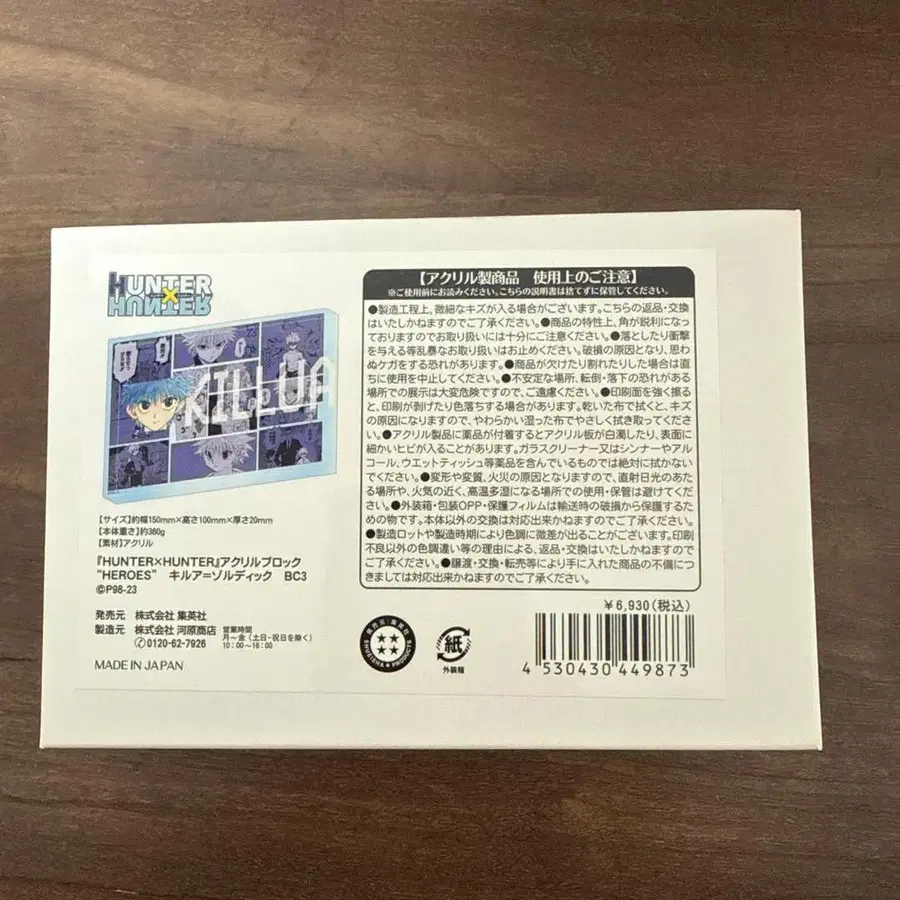 HUNTER
×
HUNTER
KILLUA
【サイズ】約幅150mm×高さ100mm×厚さ20mm
【本体重さ】約360g
【素材】アクリル
『HUNTER×HUNTER』アクリルブロック
"HEROES" キルア=ゾルディック BC3
©P98-23
発売元 株式会社 集英社
製造元 株式会社 河原商店
0120-62-7926
営業時間
月~金 (土日・祝日を除く)
10:00~16:00
MADE IN JAPAN
【アクリル製商品 使用上のご注意】
※ご使用前にお読みください。こちらの説明書は捨てずに保管してください。
●製造工程上、微細なキズが入る場合がございます。こちらの返品・交換
はいたしかねますのでご了承ください。●商品の特性上、角が鋭利になっ
ておりますのでお取り扱いには十分にご注意ください。●落としたり衝撃
を与える等乱暴なお取り扱いはお止めください。破損の原因となり、思わ
ぬケガをする恐れがあります。●商品が欠けたり割れたりした場合は直
ちに使用を中止してください。●不安定な場所、転倒・落下の恐れがある
場所での展示は大変危険ですので、ご遠慮ください。●印刷面を強く擦る
と、印刷が剥げたり色落ちする場合があります。乾いた布で拭くと、キズ
の原因になりますので、やわらかい湿った布でやさしく拭き取ってくださ
い。●アクリル製品に薬品が付着するとアクリル板が白濁したり、表面に
細かいヒビが入ることがあります。ガラスクリーナー又はシンナーやアル
コール、ウエットティッシュ等薬品を含んでいるものでは絶対に拭かない
でください。●変形や変質、火災の原因となりますので、直射日光のあた
る場所や、火気の近く、高温多湿になる場所での使用・保管は避けてくだ
さい。●外装箱・包装OPP・保護フィルムは輸送時の破損から保護するた
めの物です。本体以外の交換は対応出来かねますのでご了承ください。
●製造ロットや製造時期により色調に微差が出ることがございます。印刷
不良以外の色調違い等の理由による、返品・交換はいたしかねますので
ご了承ください。●譲渡・交換・転売等により手に入れた商品の不備につ
きましては対応出来かねますのでご了承ください。
¥6,930(税込)
発売元:集英社
SHUEISHA PRODUCTS
紙
外装箱
4 530430 449873